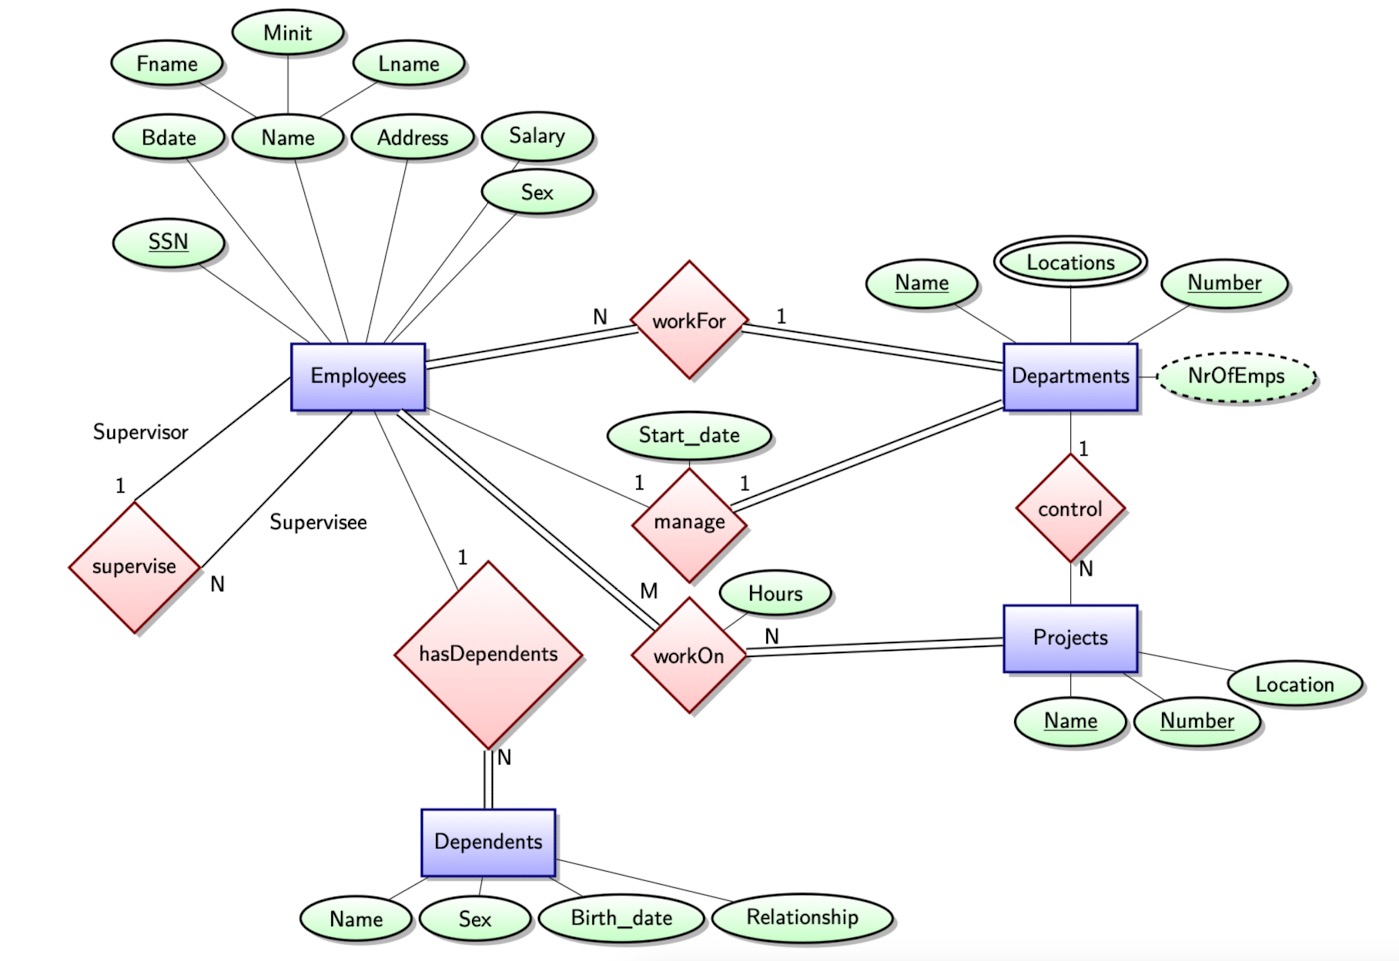 Minit
Fname
Lname
Bdate
Name
Address
Salary
Sex
SSN
Name
Locations
Number
N
workFor
1
Employees
Departments
NrOfEmps
Supervisor
Start_date
1
1
1
1
manage
control
Supervisee
supervise
N
1
N
M
Hours
hasDependents
workOn
N
Projects
Location
Name
Number
N
Dependents
Name
Sex
Birth_date
Relationship